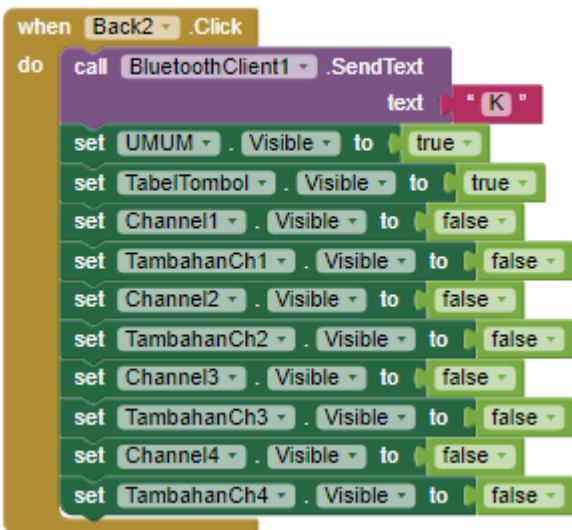 when Back2 .Click
do call BluetoothClient1 .SendText
text " K "
set UMUM . Visible to true
set TabelTombol . Visible to true
set Channel1 . Visible to false
set TambahanCh1 . Visible to false
set Channel2 . Visible to false
set TambahanCh2 . Visible to false
set Channel3 . Visible to false
set TambahanCh3 . Visible to false
set Channel4 . Visible to false
set TambahanCh4 . Visible to false